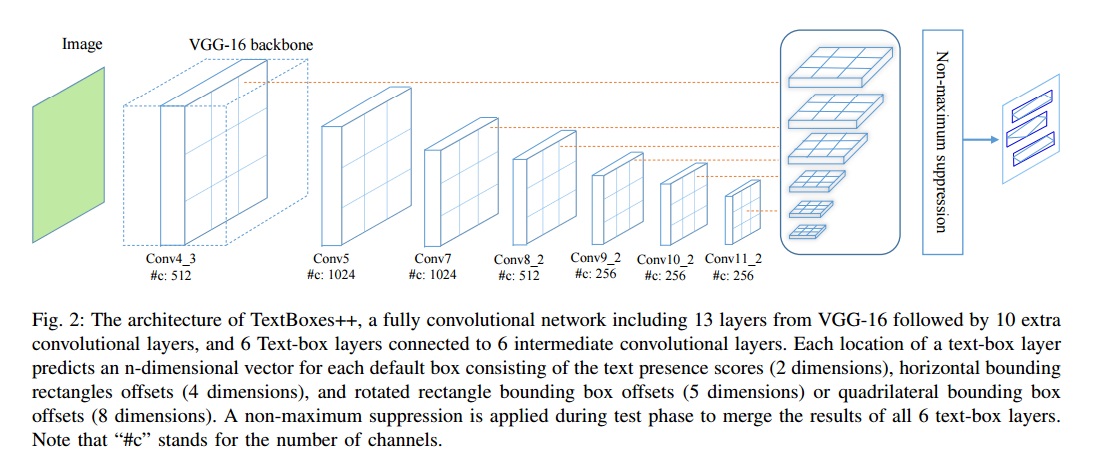 Image
VGG-16 backbone
Non-maximum suppression
Conv4_3
#c: 512
Conv5
#c: 1024
Conv7
#c: 1024
Conv8_2
#c: 512
Conv9_2
#c: 256
Conv10_2
#c: 256
Conv11_2
#c: 256
Fig. 2: The architecture of TextBoxes++, a fully convolutional network including 13 layers from VGG-16 followed by 10 extra
convolutional layers, and 6 Text-box layers connected to 6 intermediate convolutional layers. Each location of a text-box layer
predicts an n-dimensional vector for each default box consisting of the text presence scores (2 dimensions), horizontal bounding
rectangles offsets (4 dimensions), and rotated rectangle bounding box offsets (5 dimensions) or quadrilateral bounding box
offsets (8 dimensions). A non-maximum suppression is applied during test phase to merge the results of all 6 text-box layers.
Note that “#c” stands for the number of channels.